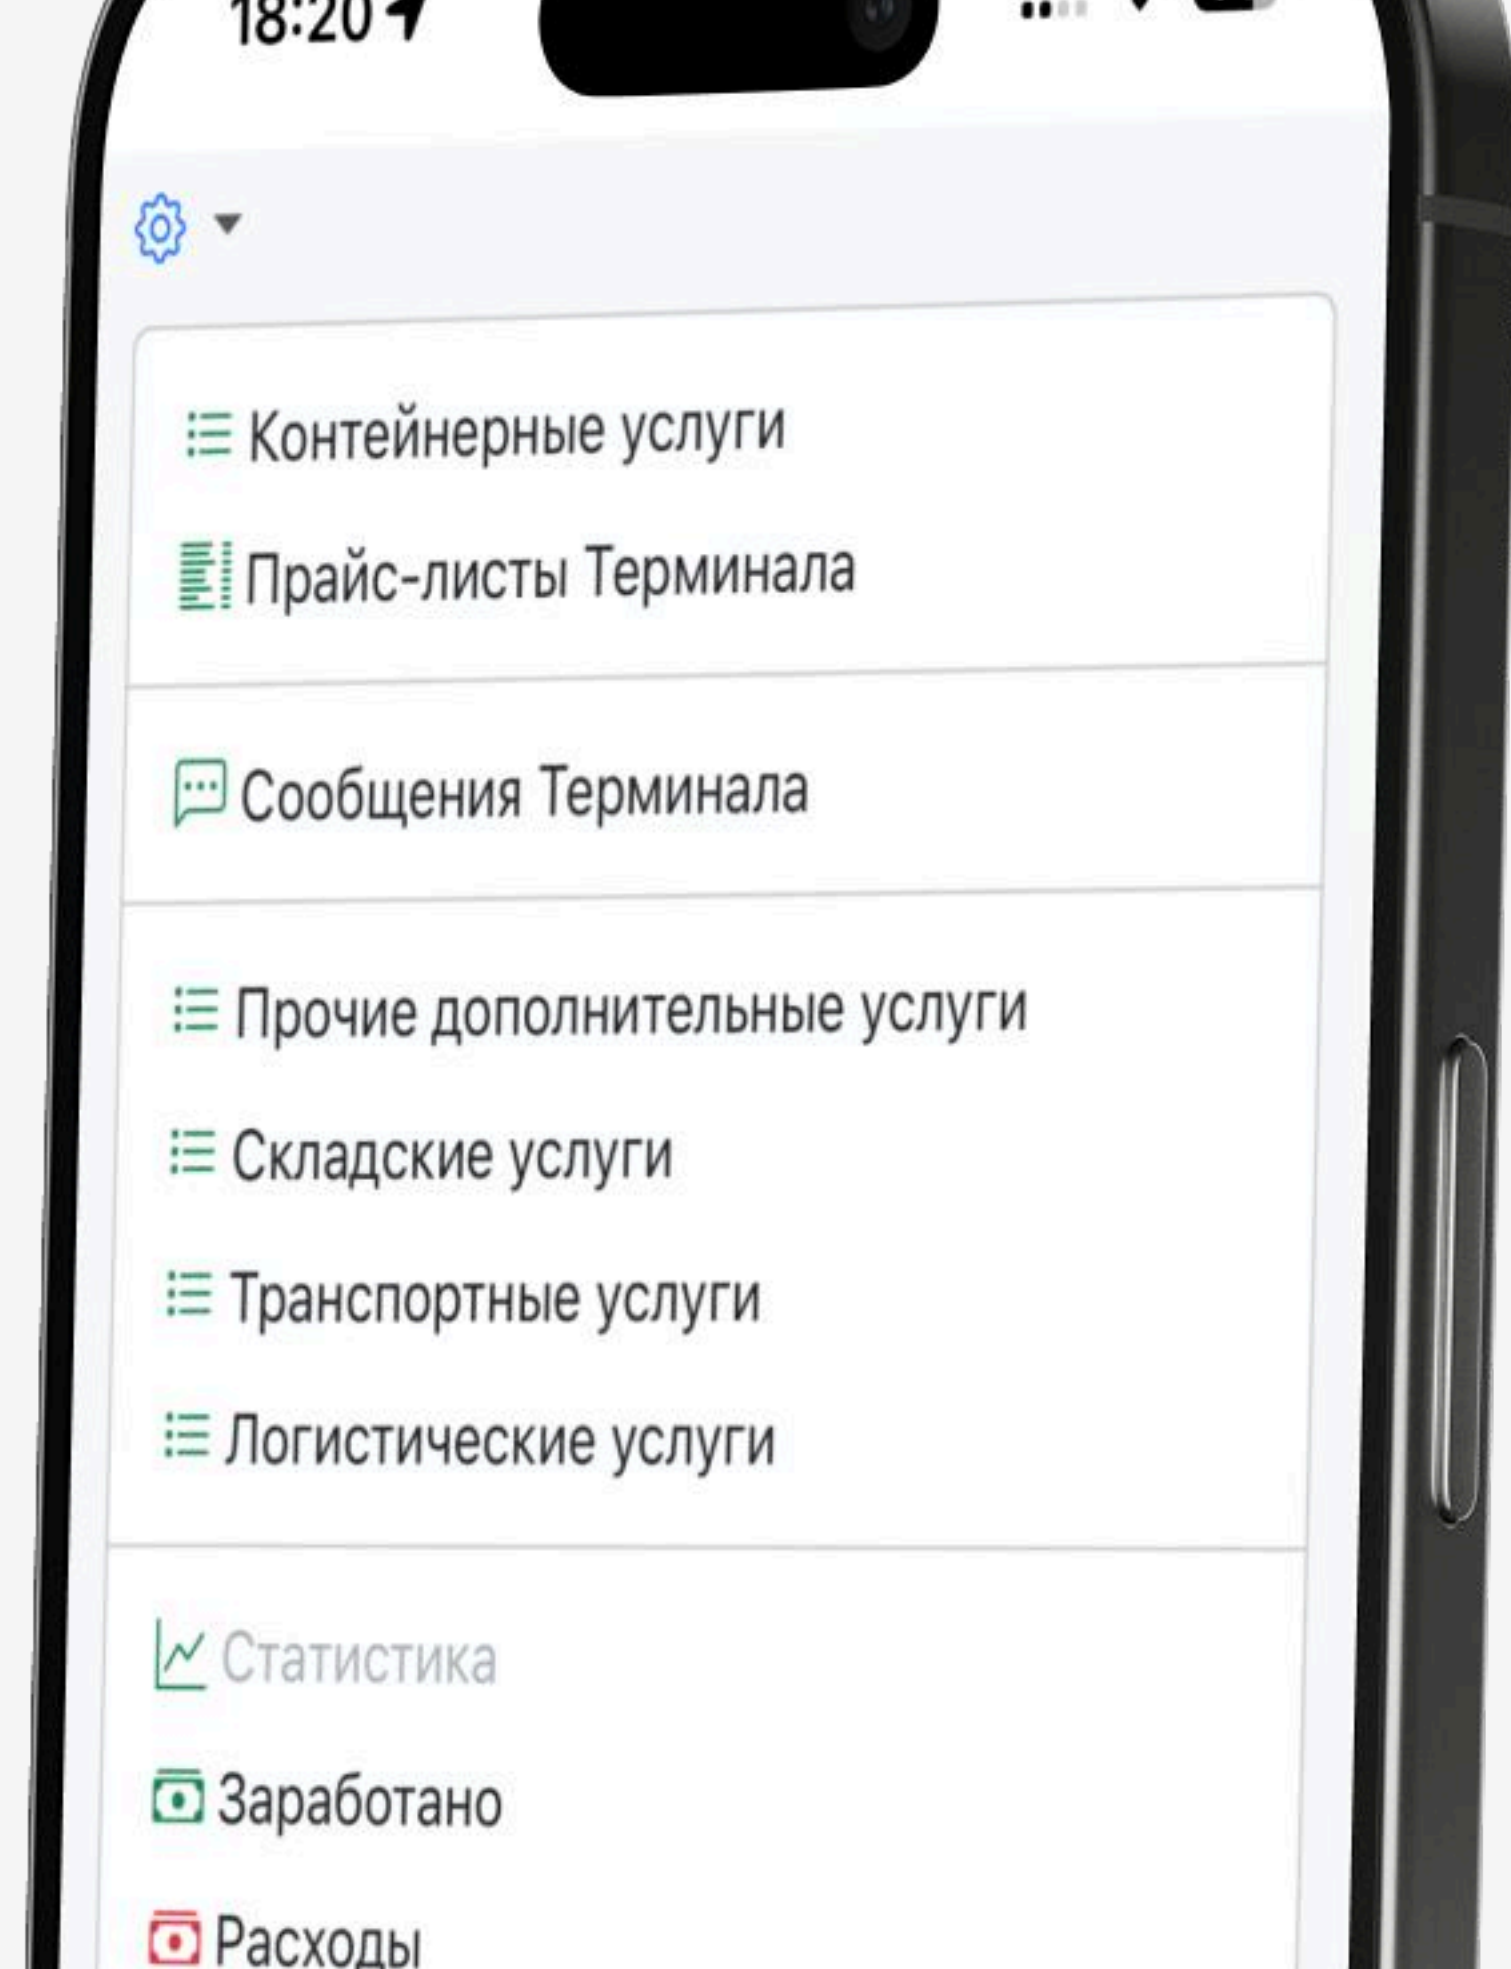 18:20
Контейнерные услуги
Прайс-листы Терминала
Сообщения Терминала
Прочие дополнительные услуги
Складские услуги
Транспортные услуги
Логистические услуги
Статистика
Заработано
Расходы